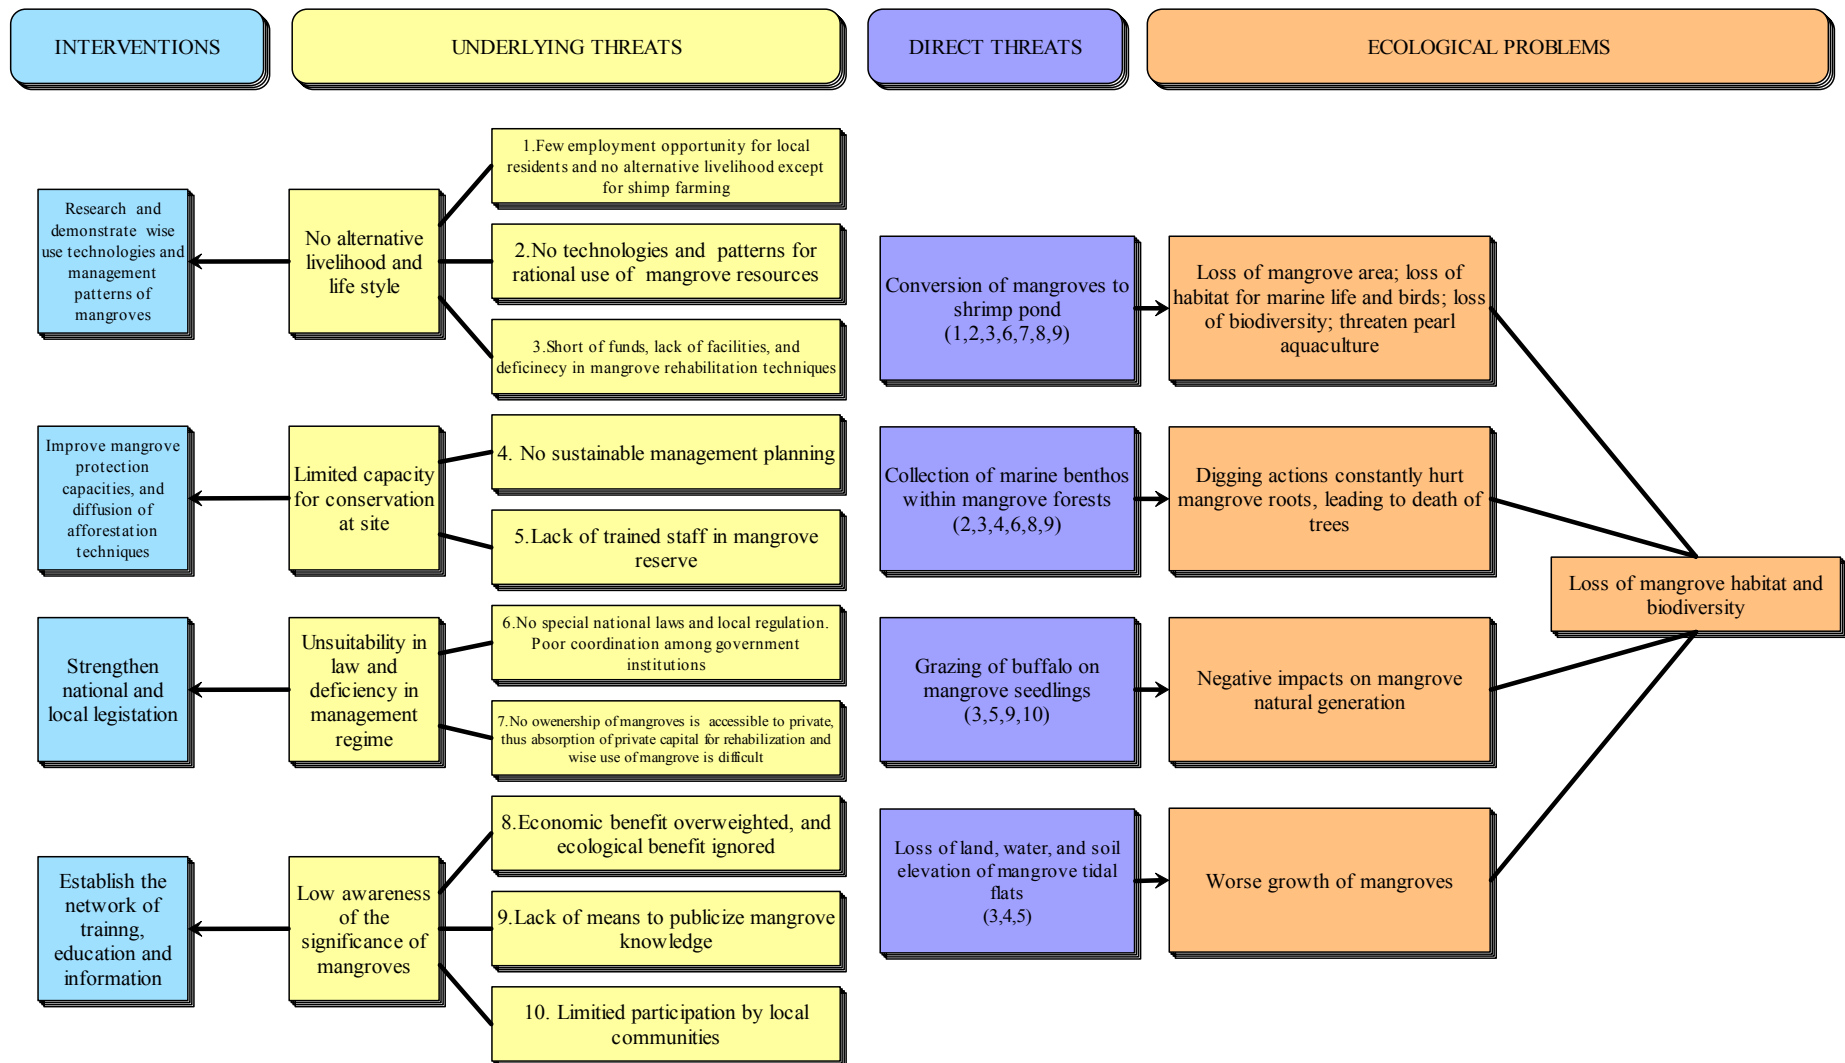 INTERVENTIONS
UNDERLYING THREATS
DIRECT THREATS
ECOLOGICAL PROBLEMS
Research and
demonstrate wise
use technologies and
management
patterns of
mangroves
No alternative
livelihood and
life style
1.Few employment opportunity for local
residents and no alternative livelihood except
for shimp farming
2.No technologies and patterns for
rational use of mangrove resources
3.Short of funds, lack of facilities, and
deficinecy in mangrove rehabilitation techniques
Improve mangrove
protection
capacities, and
diffusion of
afforestation
techniques
Limited capacity
for conservation
at site
4. No sustainable management planning
5.Lack of trained staff in mangrove
reserve
Strengthen
national and
local legistation
Unsuitability in
law and
deficiency in
management
regime
6.No special national laws and local regulation.
Poor coordination among government
institutions
7.No owenership of mangroves is accessible to private,
thus absorption of private capital for rehabilization and
wise use of mangrove is difficult
Establish the
network of
trainng,
education and
information
Low awareness
of the
significance of
mangroves
8.Economic benefit overweighted, and
ecological benefit ignored
9.Lack of means to publicize mangrove
knowledge
10. Limitied participation by local
communities
Conversion of mangroves to
shrimp pond
(1,2,3,6,7,8,9)
Loss of mangrove area; loss of
habitat for marine life and birds; loss
of biodiversity; threaten pearl
aquaculture
Collection of marine benthos
within mangrove forests
(2,3,4,6,8,9)
Digging actions constantly hurt
mangrove roots, leading to death of
trees
Grazing of buffalo on
mangrove seedlings
(3,5,9,10)
Negative impacts on mangrove
natural generation
Loss of land, water, and soil
elevation of mangrove tidal
flats
(3,4,5)
Worse growth of mangroves
Loss of mangrove habitat and
biodiversity